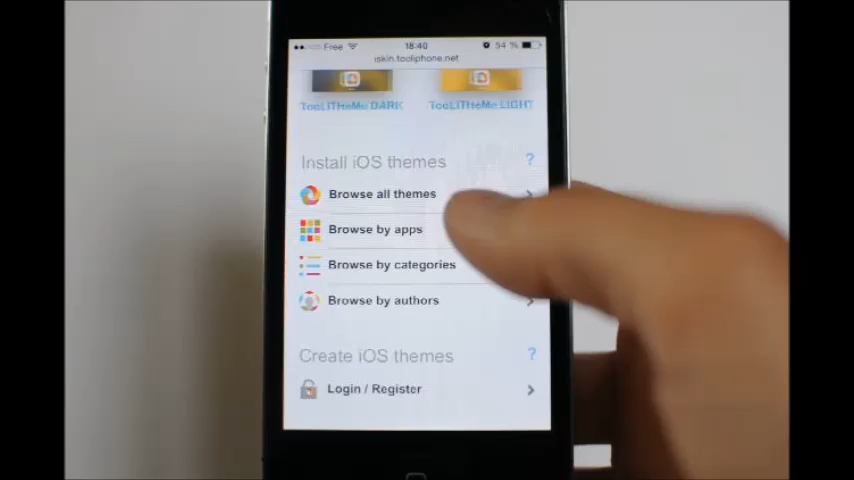 Free 18:40 54 %
iskin.tooliphone.net
TooLiTHeMe DARK TooLiTHeMe LIGHT
Install iOS themes ?
Browse all themes
Browse by apps
Browse by categories
Browse by authors
Create iOS themes ?
Login / Register